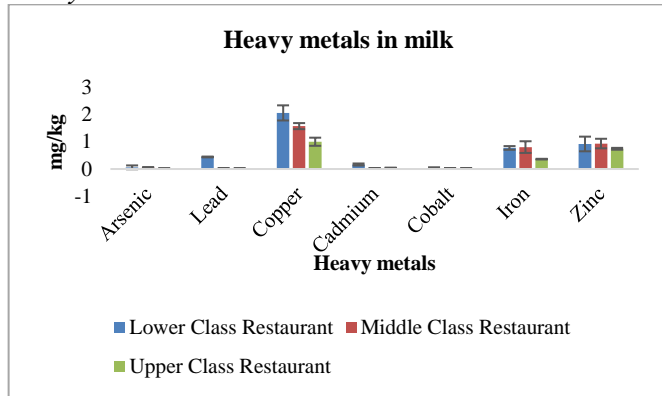 Heavy metals in milk
3
2
1
0
-1
mg/kg
Arsenic
Lead
Copper
Cadmium
Cobalt
Iron
Zinc
Heavy metals
Lower Class Restaurant
Middle Class Restaurant
Upper Class Restaurant